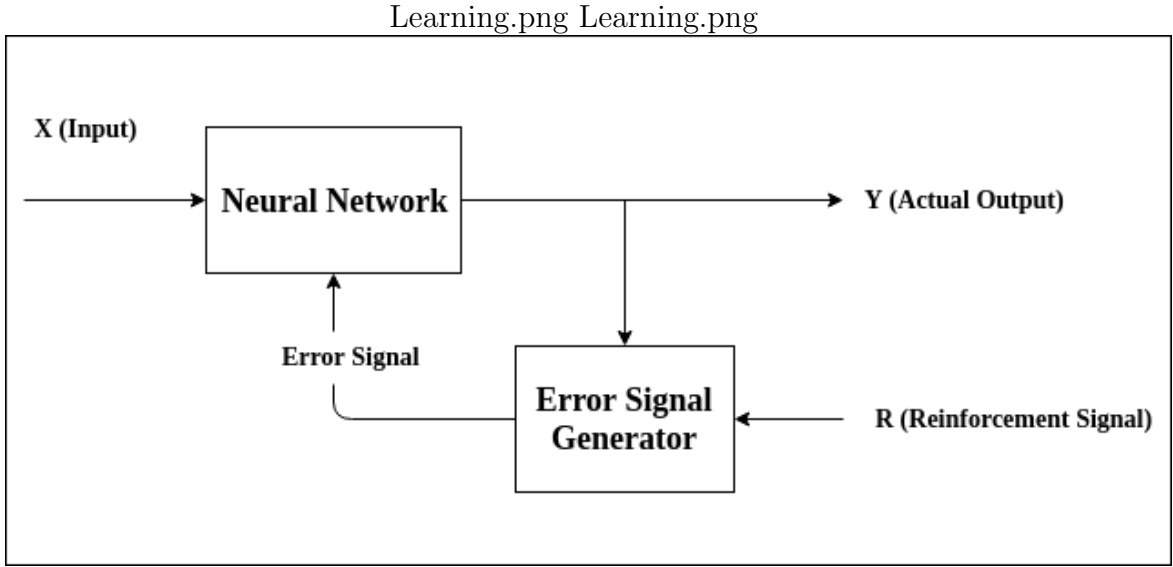 Learning.png Learning.png
X (Input)
Neural Network
Y (Actual Output)
Error Signal
Error Signal
Generator
R (Reinforcement Signal)